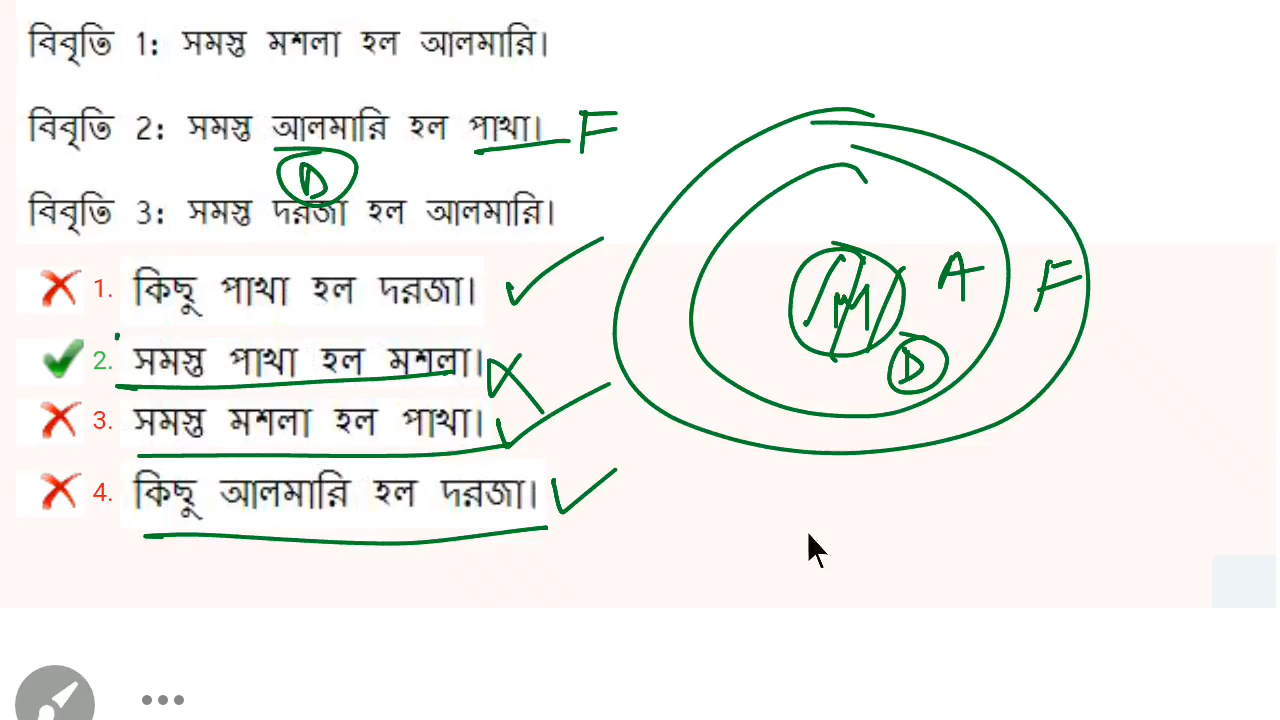 বিবৃতি 1: সমস্ত মশলা হল আলমারি।
বিবৃতি 2: সমস্ত আলমারি হল পাখা। F
D
বিবৃতি 3: সমস্ত দরজা হল আলমারি।
1. কিছু পাখা হল দরজা।
2. সমস্ত পাখা হল মশলা।
3. সমস্ত মশলা হল পাখা।
4. কিছু আলমারি হল দরজা।
M A F
D